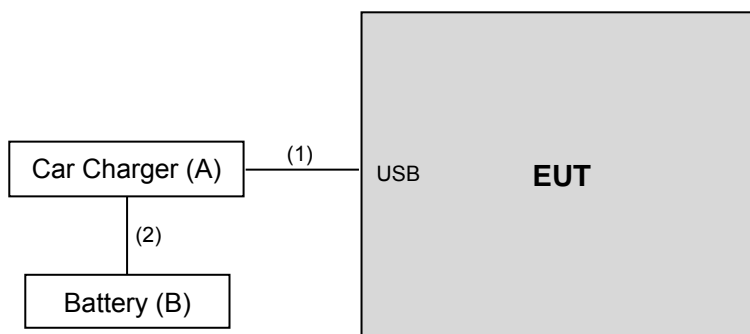 Car Charger (A)
(1)
USB
EUT
(2)
Battery (B)